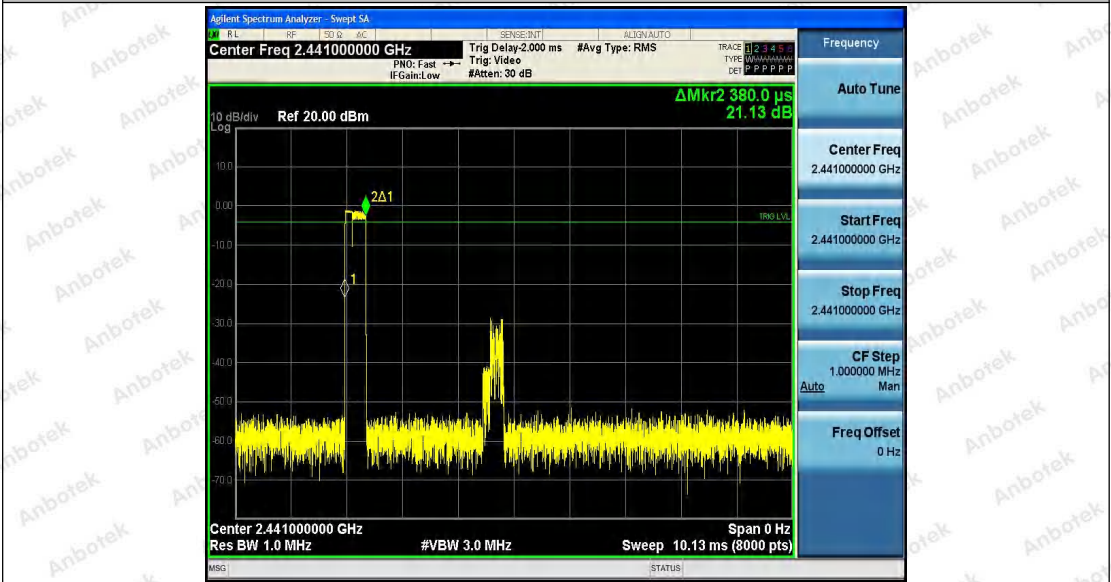 Agilent Spectrum Analyzer - Swept SA
RL RF 50 Ω AC SENSE:INT ALIGN AUTO
Center Freq 2.441000000 GHz
PNO: Fast
IFGain:Low
Trig Delay-2.000 ms
Trig: Video
#Atten: 30 dB
#Avg Type: RMS
TRACE 1 2 3 4 5 6
TYPE
DET P P P P P P
ΔMkr2 380.0 µs
21.13 dB
10 dB/div Ref 20.00 dBm
Log
10.0
0.00
-10.0
-20.0
-30.0
-40.0
-50.0
-60.0
-70.0
2Δ1
1
TRIG LVL
Center 2.441000000 GHz
Span 0 Hz
Res BW 1.0 MHz
#VBW 3.0 MHz
Sweep 10.13 ms (8000 pts)
MSG
STATUS
Frequency
Auto Tune
Center Freq
2.441000000 GHz
Start Freq
2.441000000 GHz
Stop Freq
2.441000000 GHz
CF Step
1.000000 MHz
Auto Man
Freq Offset
0 Hz
Anbotek